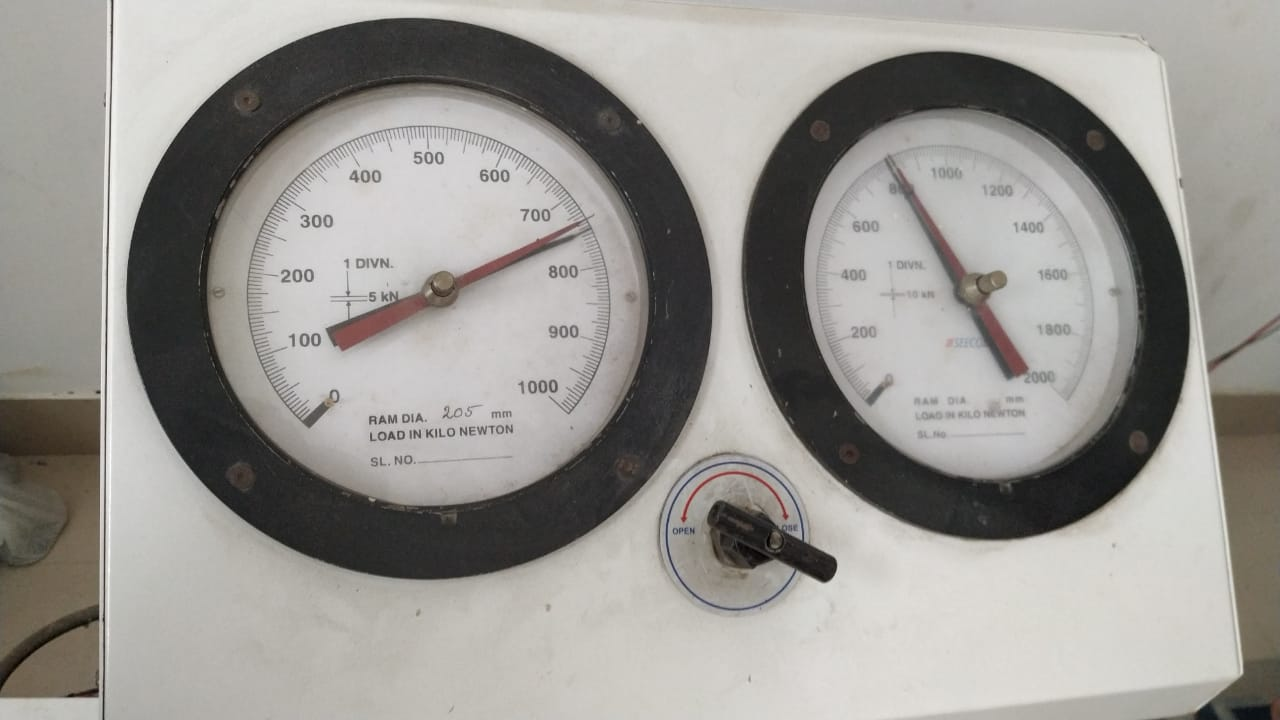 500
400
600
300
700
200
800
100
900
0
1000
1 DIVN.
5 kN
RAM DIA. 205 mm
LOAD IN KILO NEWTON
SL. NO.
1000
800
1200
600
1400
400
1600
200
1800
0
2000
1 DIVN.
10 kN
RAM DIA. mm
LOAD IN KILO NEWTON
SL.No.
OPEN